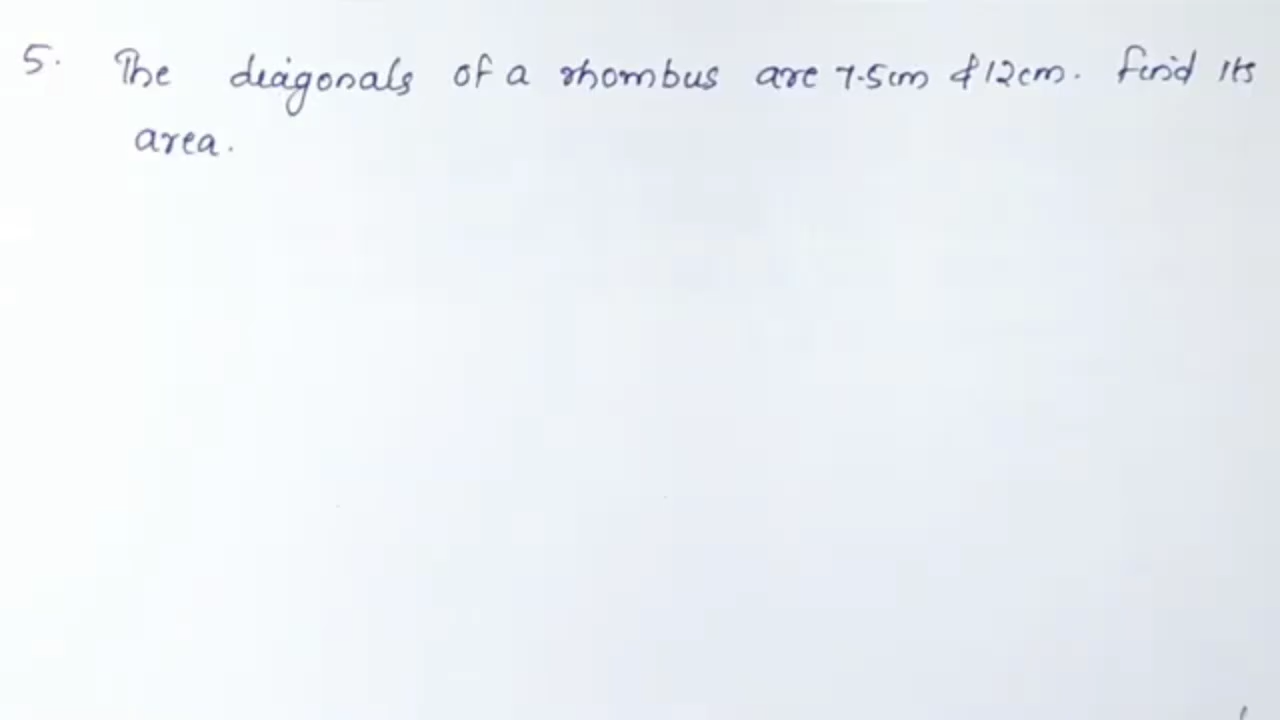 5. The diagonals of a rhombus are 7.5cm & 12cm. Find its
area.